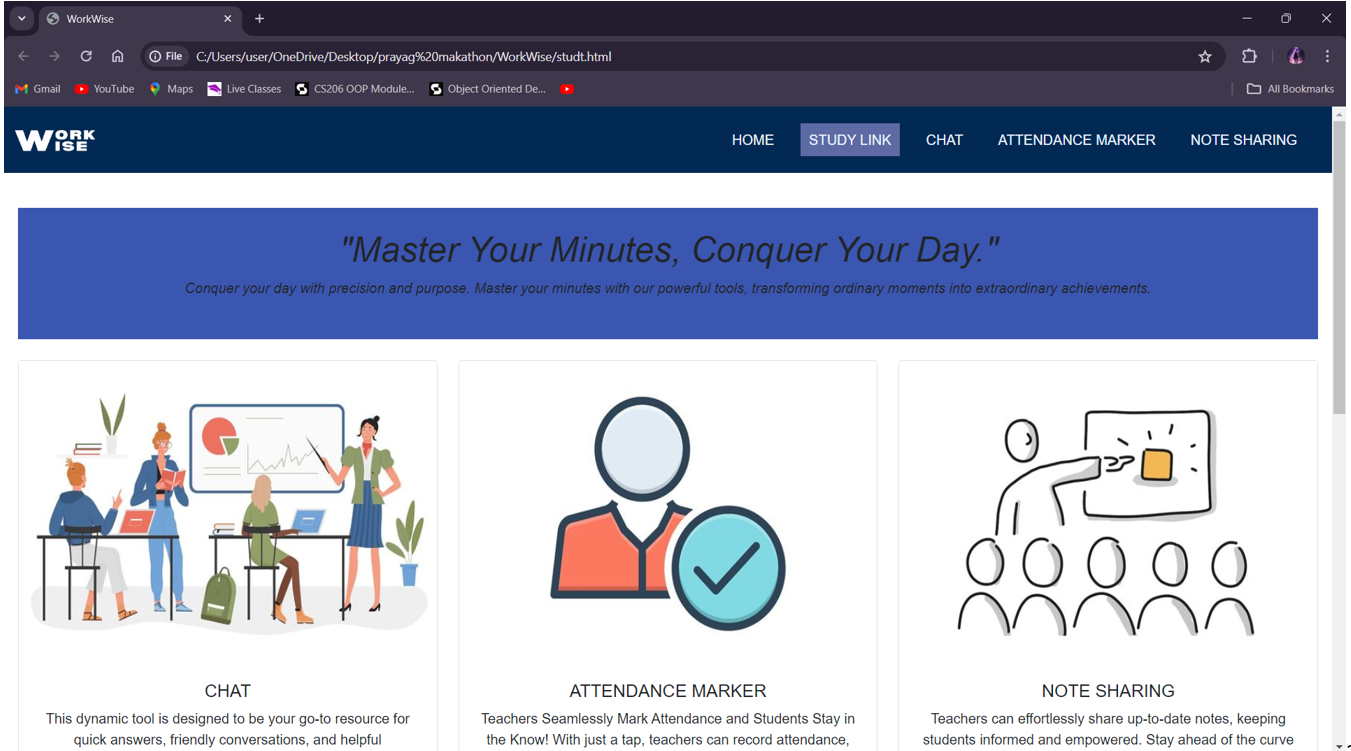 WorkWise
File C:/Users/user/OneDrive/Desktop/prayag%20makathon/WorkWise/studt.html
Gmail YouTube Maps Live Classes CS206 OOP Module... Object Oriented De... All Bookmarks
WORK WISE
HOME STUDY LINK CHAT ATTENDANCE MARKER NOTE SHARING
"Master Your Minutes, Conquer Your Day."
Conquer your day with precision and purpose. Master your minutes with our powerful tools, transforming ordinary moments into extraordinary achievements.
CHAT
This dynamic tool is designed to be your go-to resource for
quick answers, friendly conversations, and helpful
ATTENDANCE MARKER
Teachers Seamlessly Mark Attendance and Students Stay in
the Know! With just a tap, teachers can record attendance,
NOTE SHARING
Teachers can effortlessly share up-to-date notes, keeping
students informed and empowered. Stay ahead of the curve